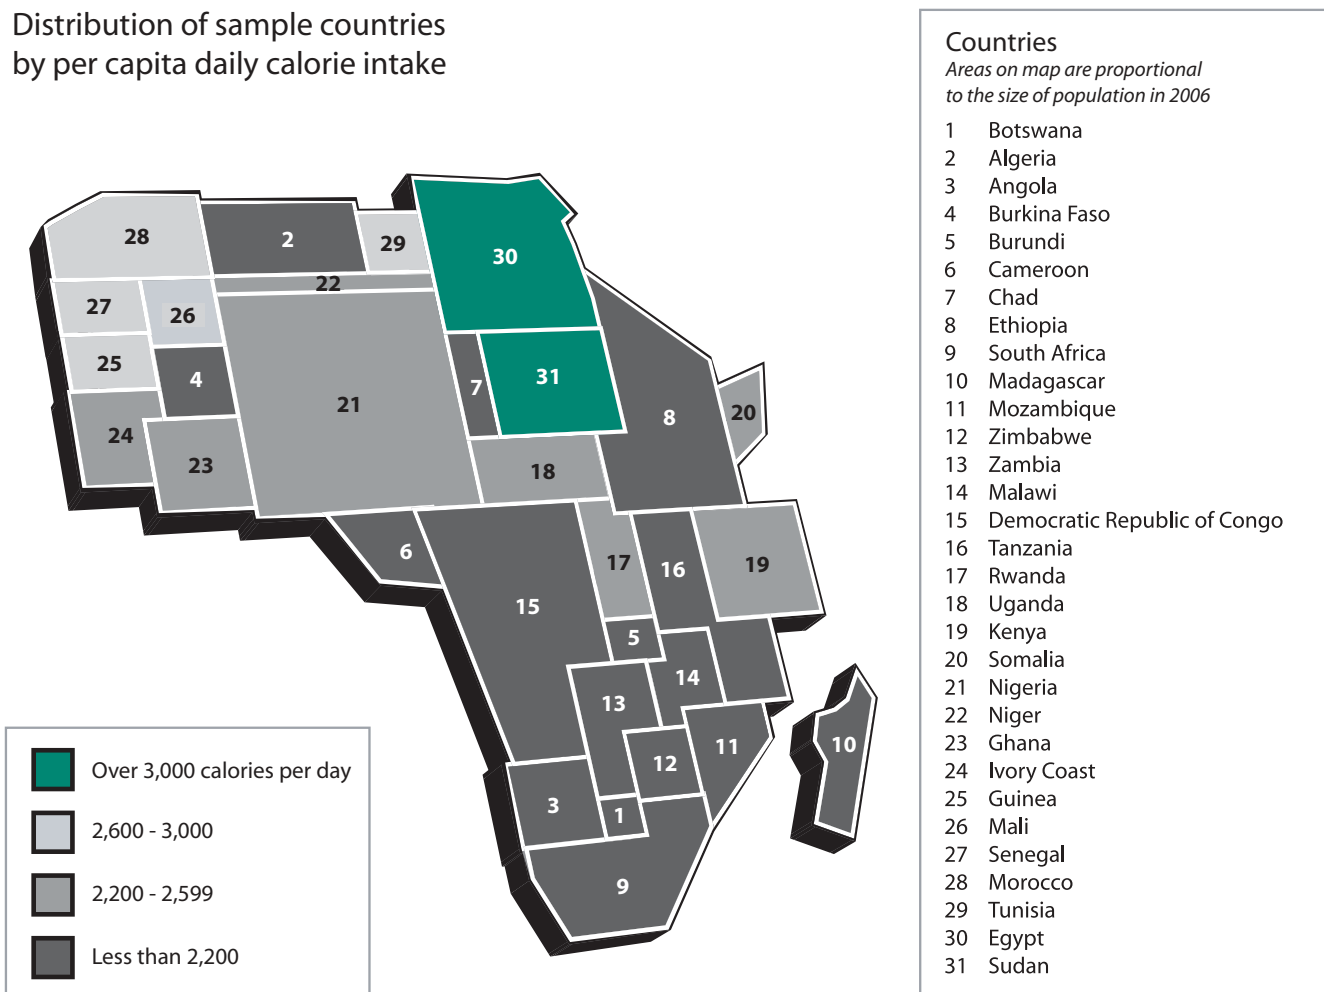 Distribution of sample countries
by per capita daily calorie intake
28
2
29
30
22
27
26
25
4
7
31
21
8
20
24
23
18
6
17
16
19
15
5
14
13
10
11
12
3
1
9
Over 3,000 calories per day
2,600 - 3,000
2,200 - 2,599
Less than 2,200
Countries
Areas on map are proportional
to the size of population in 2006
1 Botswana
2 Algeria
3 Angola
4 Burkina Faso
5 Burundi
6 Cameroon
7 Chad
8 Ethiopia
9 South Africa
10 Madagascar
11 Mozambique
12 Zimbabwe
13 Zambia
14 Malawi
15 Democratic Republic of Congo
16 Tanzania
17 Rwanda
18 Uganda
19 Kenya
20 Somalia
21 Nigeria
22 Niger
23 Ghana
24 Ivory Coast
25 Guinea
26 Mali
27 Senegal
28 Morocco
29 Tunisia
30 Egypt
31 Sudan